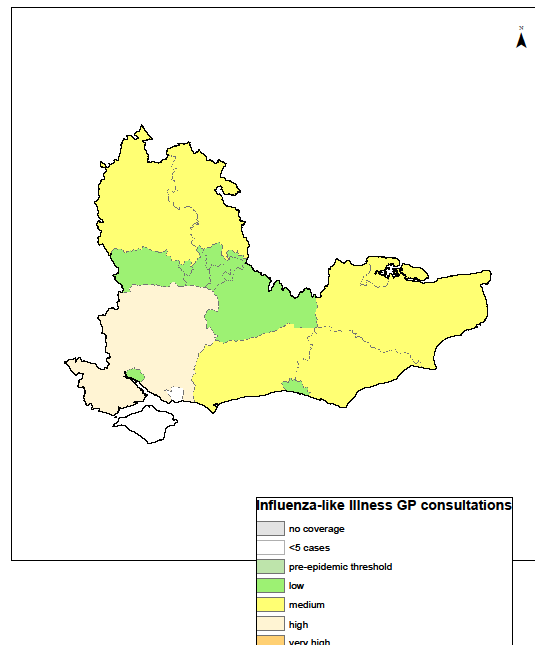 N
Influenza-like Illness GP consultations
no coverage
<5 cases
pre-epidemic threshold
low
medium
high
very high